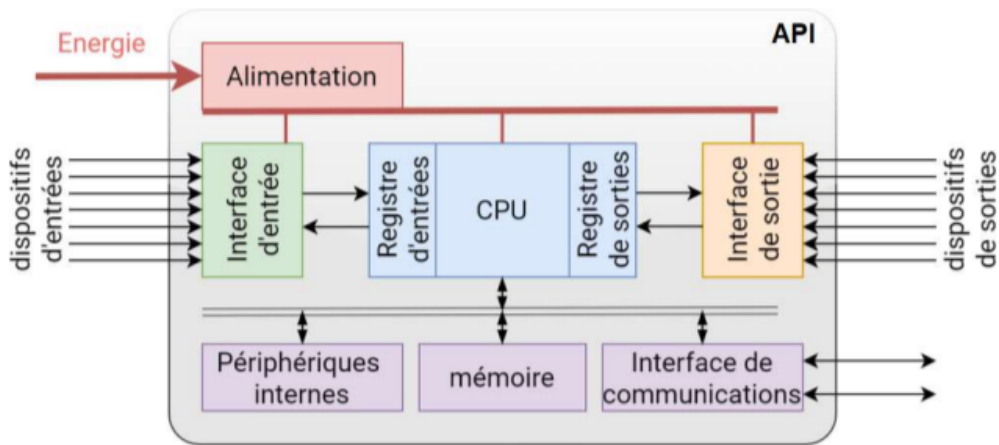 API
Energie
Alimentation
dispositifs
d'entrées
Interface
d'entrée
Registre
d'entrées
CPU
Registre
de sorties
Interface
de sortie
dispositifs
de sorties
Périphériques
internes
mémoire
Interface de
communications